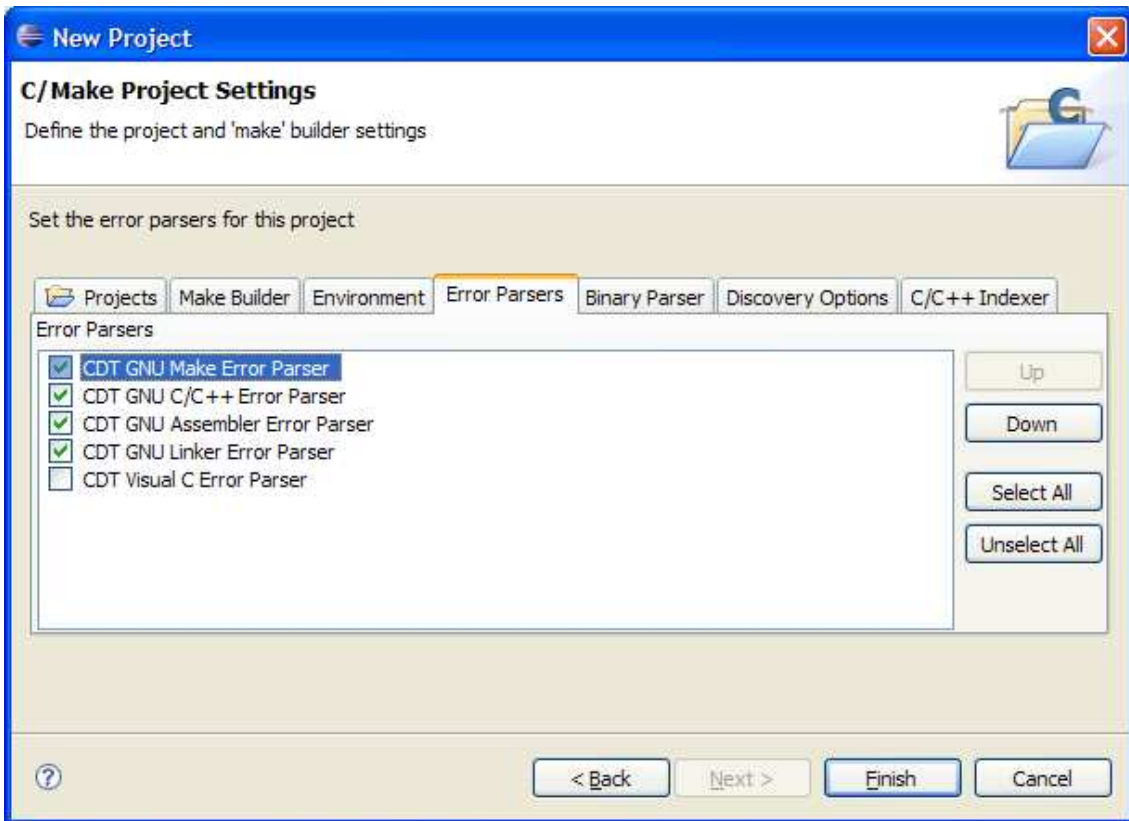 New Project
C/Make Project Settings
Define the project and 'make' builder settings
Set the error parsers for this project
Projects Make Builder Environment Error Parsers Binary Parser Discovery Options C/C++ Indexer
Error Parsers
CDT GNU Make Error Parser
CDT GNU C/C++ Error Parser
CDT GNU Assembler Error Parser
CDT GNU Linker Error Parser
CDT Visual C Error Parser
Up
Down
Select All
Unselect All
? < Back Next > Finish Cancel